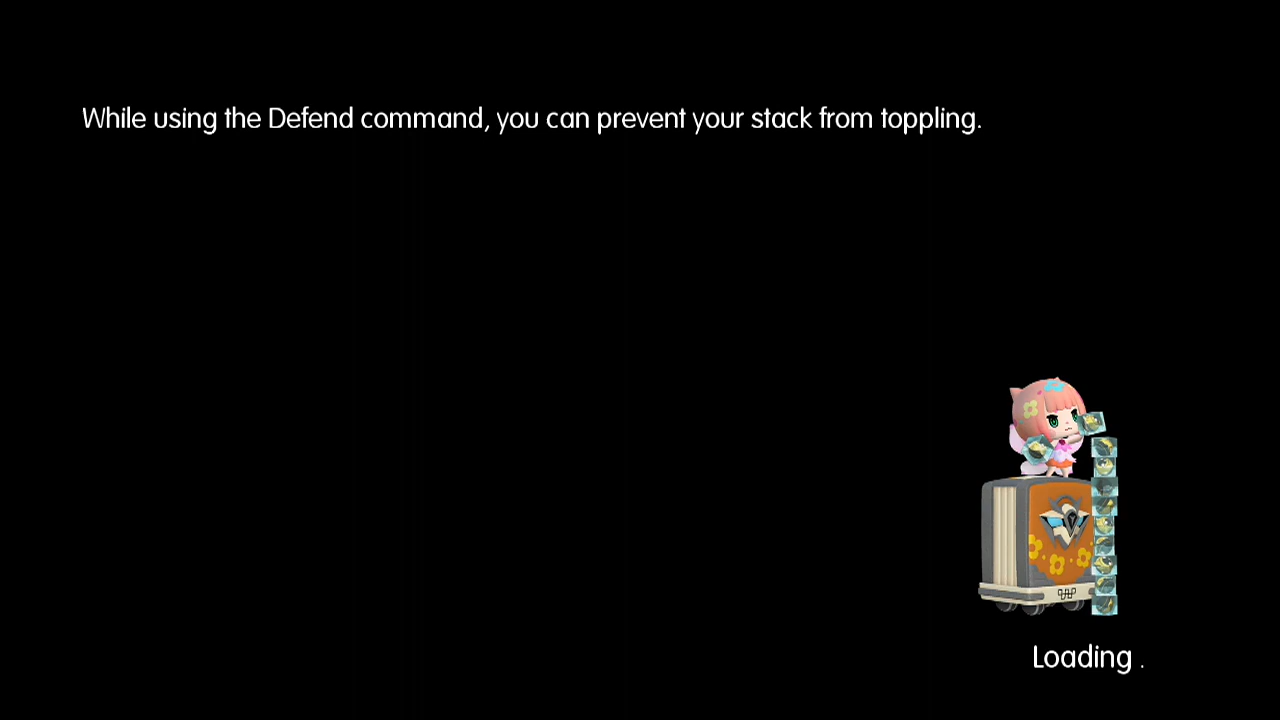 While using the Defend command, you can prevent your stack from toppling.
Loading .